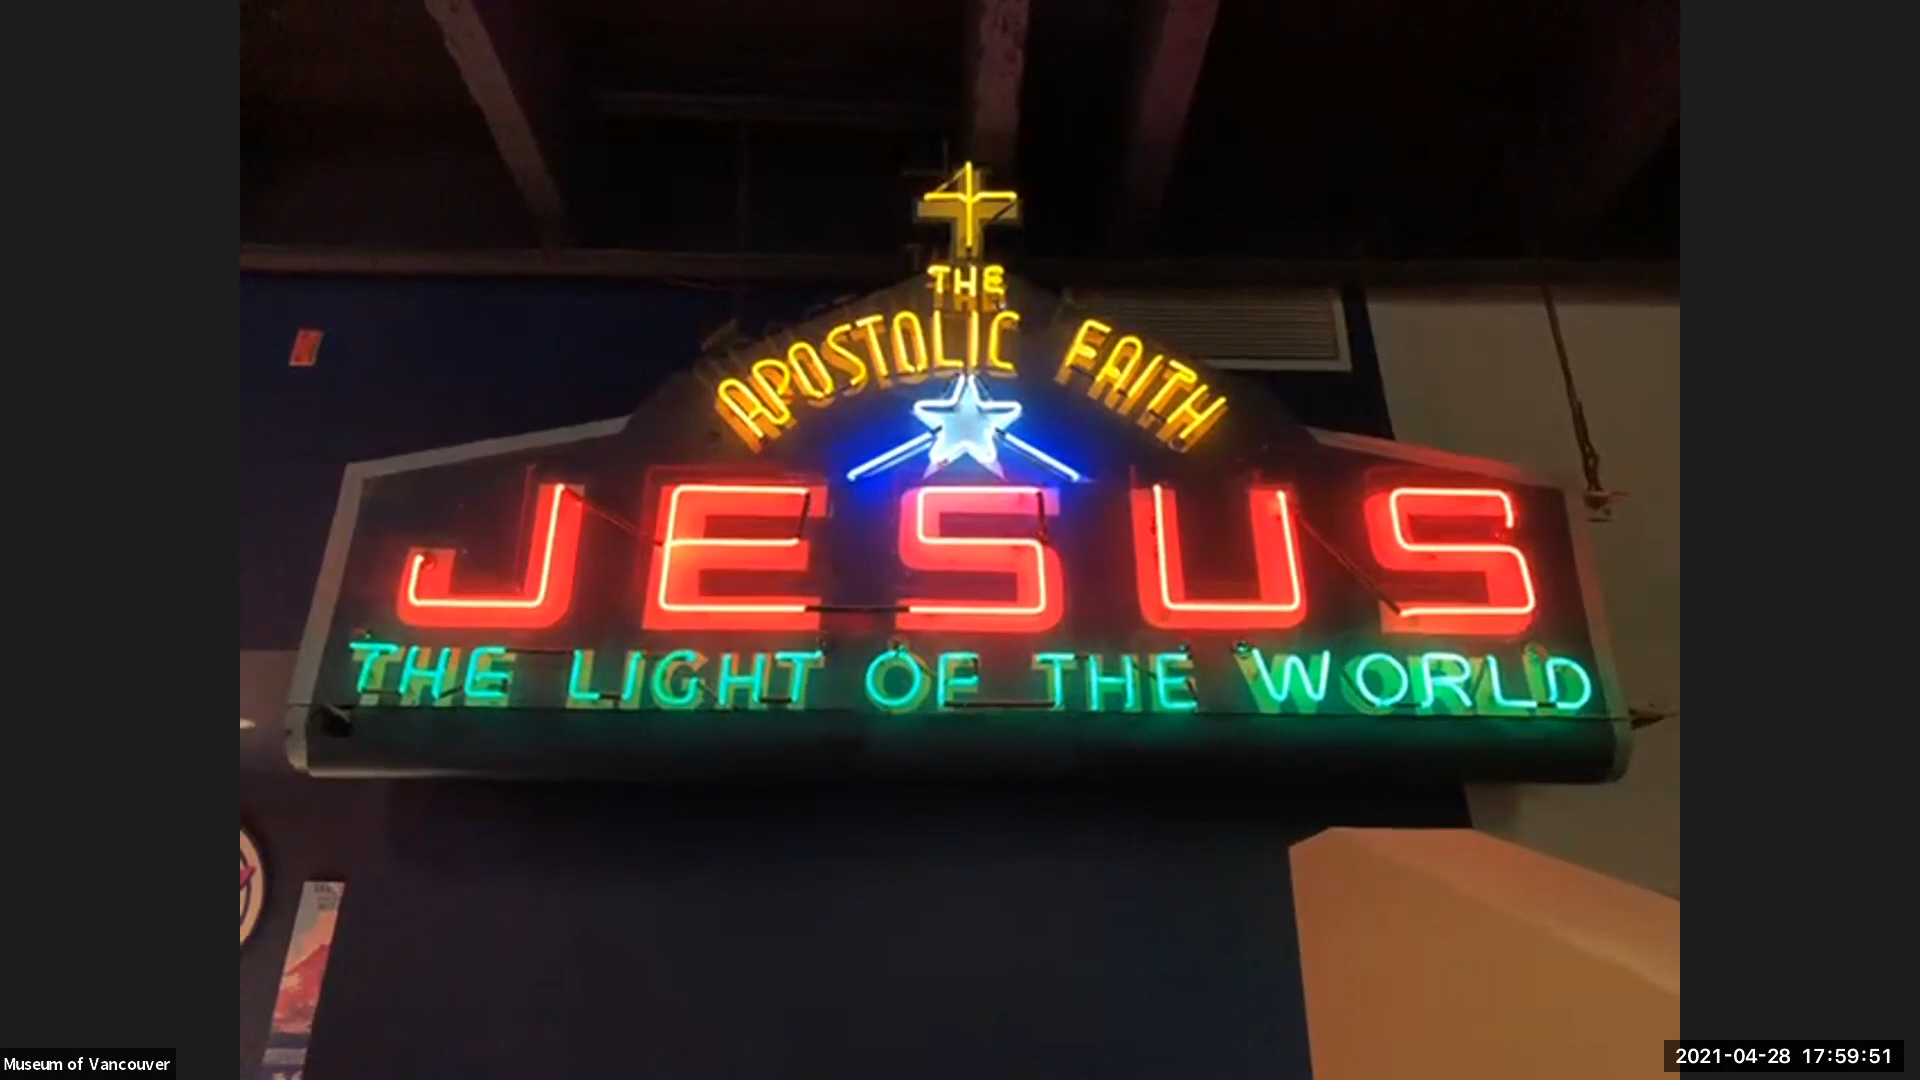 THE
APOSTOLIC FAITH
JESUS
THE LIGHT OF THE WORLD
Museum of Vancouver
2021-04-28 17:59:51